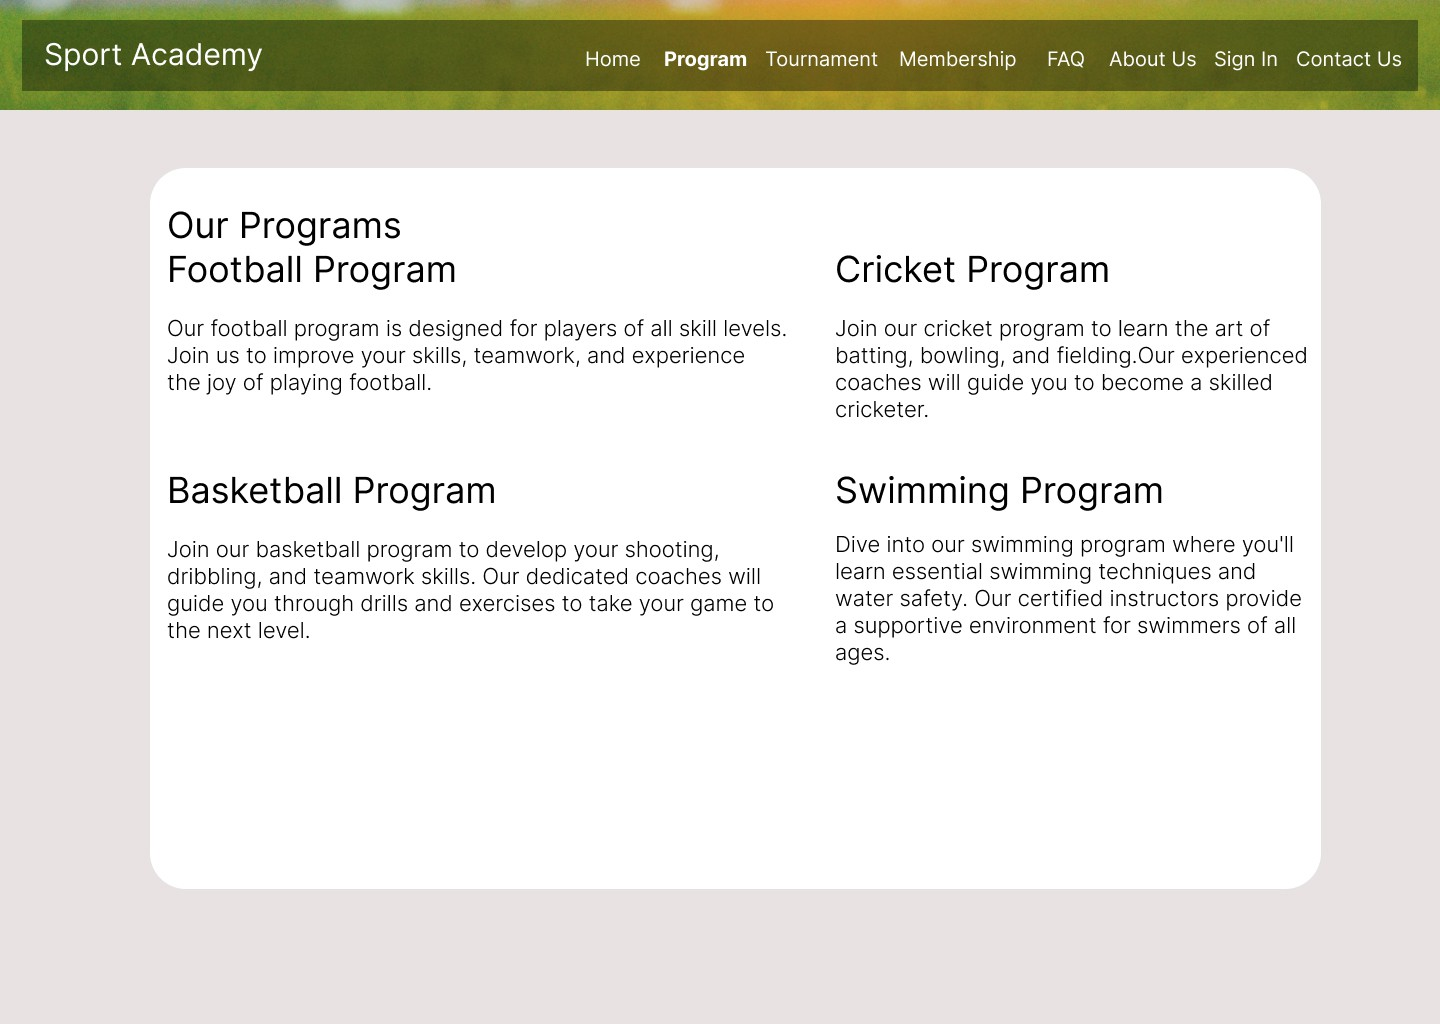 Sport Academy
Home Program Tournament Membership FAQ About Us Sign In Contact Us
Our Programs
Football Program
Our football program is designed for players of all skill levels.
Join us to improve your skills, teamwork, and experience
the joy of playing football.
Cricket Program
Join our cricket program to learn the art of
batting, bowling, and fielding.Our experienced
coaches will guide you to become a skilled
cricketer.
Basketball Program
Join our basketball program to develop your shooting,
dribbling, and teamwork skills. Our dedicated coaches will
guide you through drills and exercises to take your game to
the next level.
Swimming Program
Dive into our swimming program where you'll
learn essential swimming techniques and
water safety. Our certified instructors provide
a supportive environment for swimmers of all
ages.